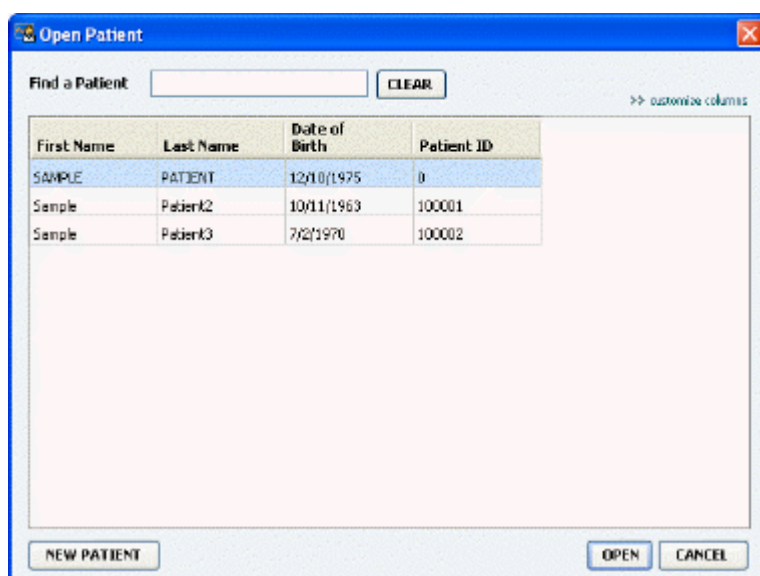 Open Patient
Find a Patient CLEAR
>> customize columns
First Name Last Name Date of Birth Patient ID
SAMPLE PATIENT 12/10/1975 0
Sample Patient2 10/11/1963 100001
Sample Patient3 7/2/1970 100002
NEW PATIENT OPEN CANCEL